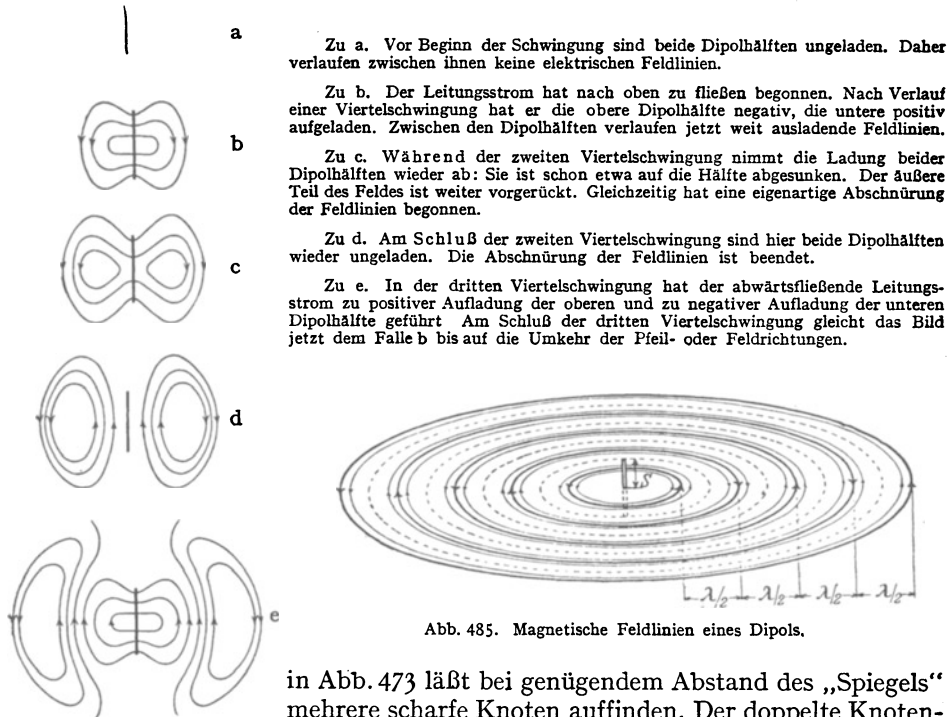 a
Zu a. Vor Beginn der Schwingung sind beide Dipolhälften ungeladen. Daher
verlaufen zwischen ihnen keine elektrischen Feldlinien.
Zu b. Der Leitungsstrom hat nach oben zu fließen begonnen. Nach Verlauf
einer Viertelschwingung hat er die obere Dipolhälfte negativ, die untere positiv
aufgeladen. Zwischen den Dipolhälften verlaufen jetzt weit ausladende Feldlinien.
b
Zu c. Während der zweiten Viertelschwingung nimmt die Ladung beider
Dipolhälften wieder ab: Sie ist schon etwa auf die Hälfte abgesunken. Der äußere
Teil des Feldes ist weiter vorgerückt. Gleichzeitig hat eine eigenartige Abschnürung
der Feldlinien begonnen.
c
Zu d. Am Schluß der zweiten Viertelschwingung sind hier beide Dipolhälften
wieder ungeladen. Die Abschnürung der Feldlinien ist beendet.
Zu e. In der dritten Viertelschwingung hat der abwärtsfließende Leitungs-
strom zu positiver Aufladung der oberen und zu negativer Aufladung der unteren
Dipolhälfte geführt Am Schluß der dritten Viertelschwingung gleicht das Bild
jetzt dem Falle b bis auf die Umkehr der Pfeil- oder Feldrichtungen.
d
S
λ/2 λ/2 λ/2 λ/2
e
Abb. 485. Magnetische Feldlinien eines Dipols.
in Abb. 473 läßt bei genügendem Abstand des „Spiegels“
mehrere scharfe Knoten auffinden. Der doppelte Knoten-